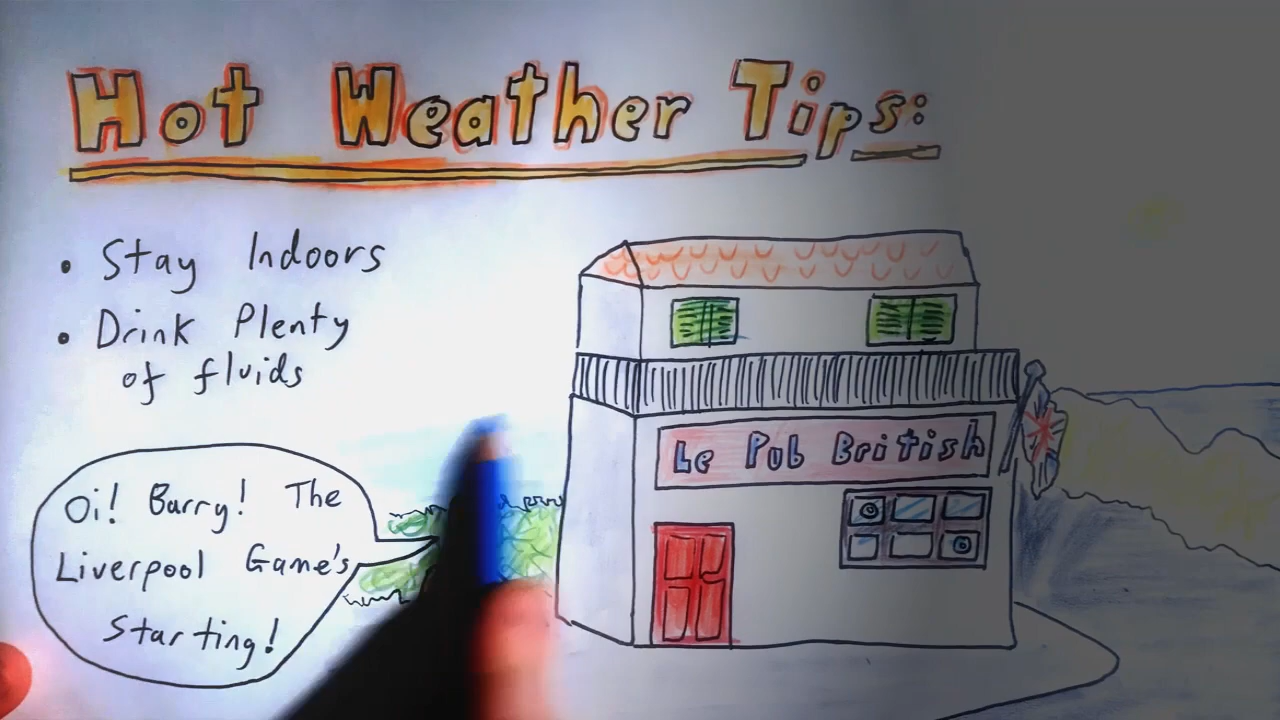 Hot Weather Tips:
• Stay Indoors
• Drink Plenty
of fluids
Oi! Barry! The
Liverpool Game's
Starting!
Le Pub British